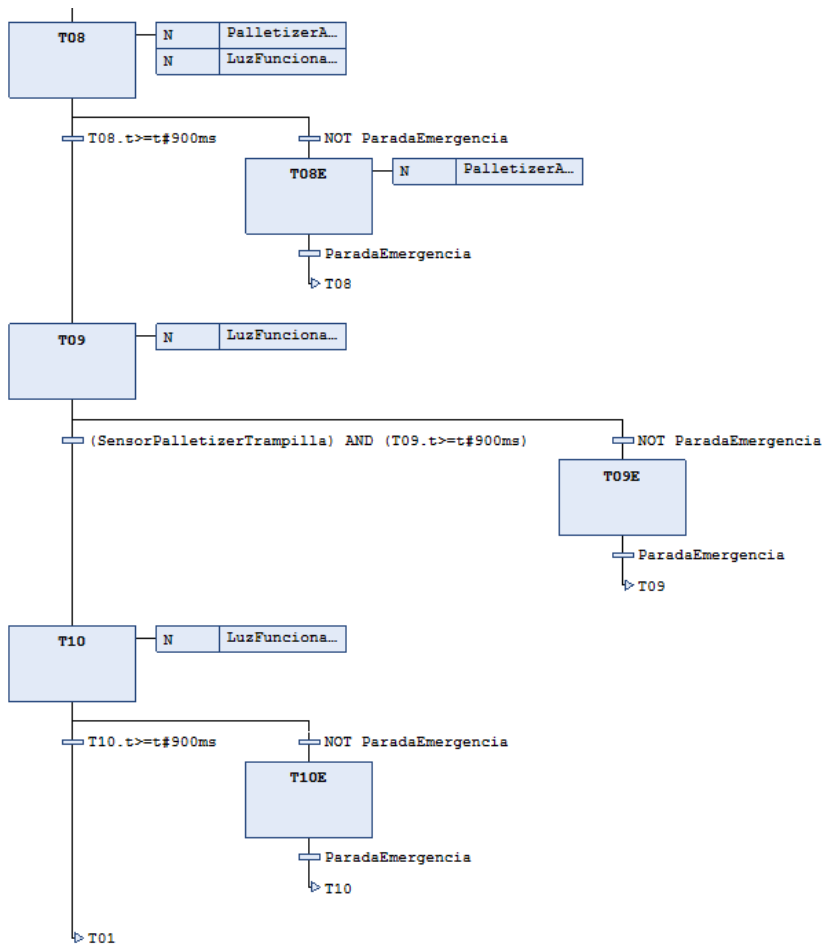 T08 N PalletizerA…
N LuzFunciona…
T08.t>=t#900ms NOT ParadaEmergencia
T08E N PalletizerA…
ParadaEmergencia
T08
T09 N LuzFunciona…
(SensorPalletizerTrampilla) AND (T09.t>=t#900ms) NOT ParadaEmergencia
T09E
ParadaEmergencia
T09
T10 N LuzFunciona…
T10.t>=t#900ms NOT ParadaEmergencia
T10E
ParadaEmergencia
T10
T01